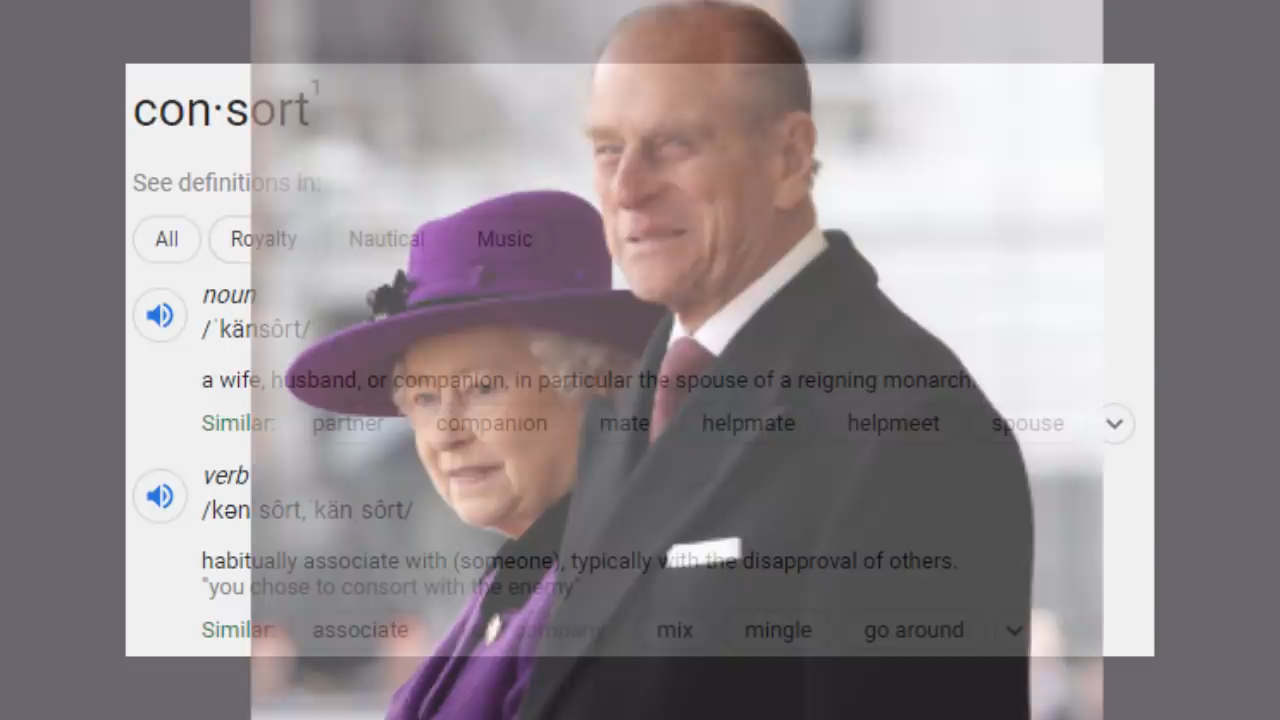 con·sort1
See definitions in:
All Royalty Nautical Music
noun
/ˈkänsôrt/
a wife, husband, or companion, in particular the spouse of a reigning monarch.
Similar: partner companion mate helpmate helpmeet spouse
verb
/kənˈsôrt,ˈkänˌsôrt/
habitually associate with (someone), typically with the disapproval of others.
"you chose to consort with the enemy"
Similar: associate company mix mingle go around